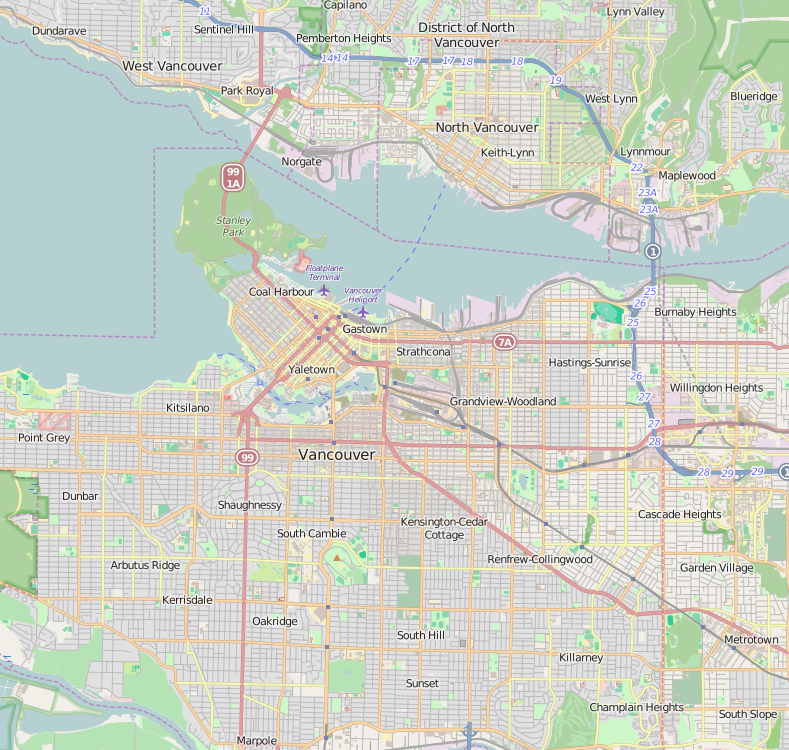 Capilano
Lynn Valley
11
Dundarave
Sentinel Hill
District of North
Vancouver
Pemberton Heights
14 14
17
17 18
18
West Vancouver
19
Park Royal
West Lynn
Blueridge
North Vancouver
Keith-Lynn
Lynnmour
Norgate
22
Maplewood
99
1A
23A
23A
Stanley
Park
1
Floatplane
Terminal
Coal Harbour
Vancouver
Heliport
25
26
Burnaby Heights
25
Gastown
7A
Strathcona
Hastings-Sunrise
Yaletown
26
Willingdon Heights
Kitsilano
Grandview-Woodland
27
27
Point Grey
28
Vancouver
99
28
29
29
1
Dunbar
Shaughnessy
Cascade Heights
Kensington-Cedar
Cottage
South Cambie
Renfrew-Collingwood
Arbutus Ridge
Garden Village
Kerrisdale
Oakridge
South Hill
Metrotown
Killarney
Sunset
Champlain Heights
South Slope
Marpole